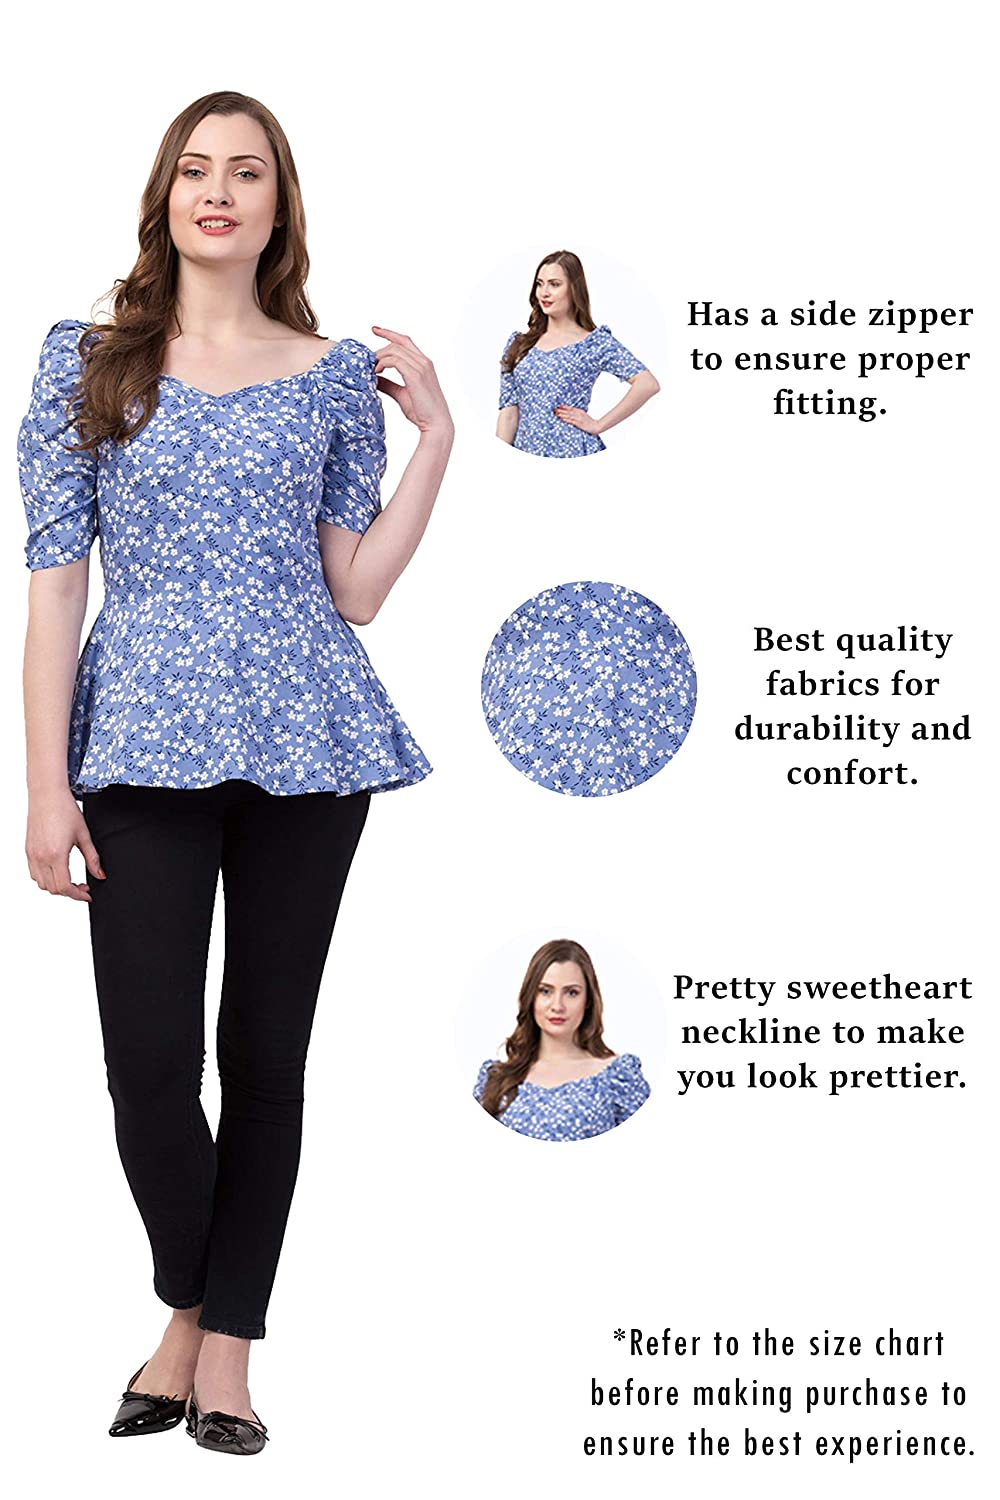 Has a side zipper
to ensure proper
fitting.
Best quality
fabrics for
durability and
confort.
Pretty sweetheart
neckline to make
you look prettier.
*Refer to the size chart
before making purchase to
ensure the best experience.